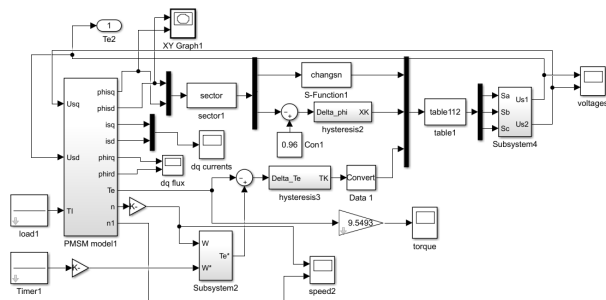 1
Te2
XY Graph1
phisq
phisd
isq
isd
phirq
phird
Te
n
n1
Usq
Usd
Tl
PMSM model1
load1
Timer1
K-
K-
sector
sector1
changsn
S-Function1
0.96
Con1
Delta_phi
XK
hysteresis2
Delta_Te
TK
hysteresis3
Convert
Data 1
table112
table1
Sa
Sb
Sc
Us1
Us2
Subsystem4
voltages
dq currents
dq flux
W
W*
Te*
Subsystem2
9.5493
torque
speed2